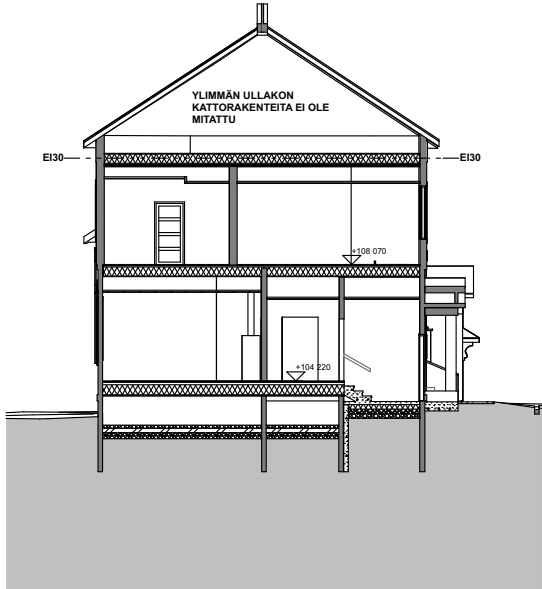 YLIMMÄN ULLAKON
KATTORAKENTEITA EI OLE
MITATTU
EI30
EI30
+108 070
+104 220